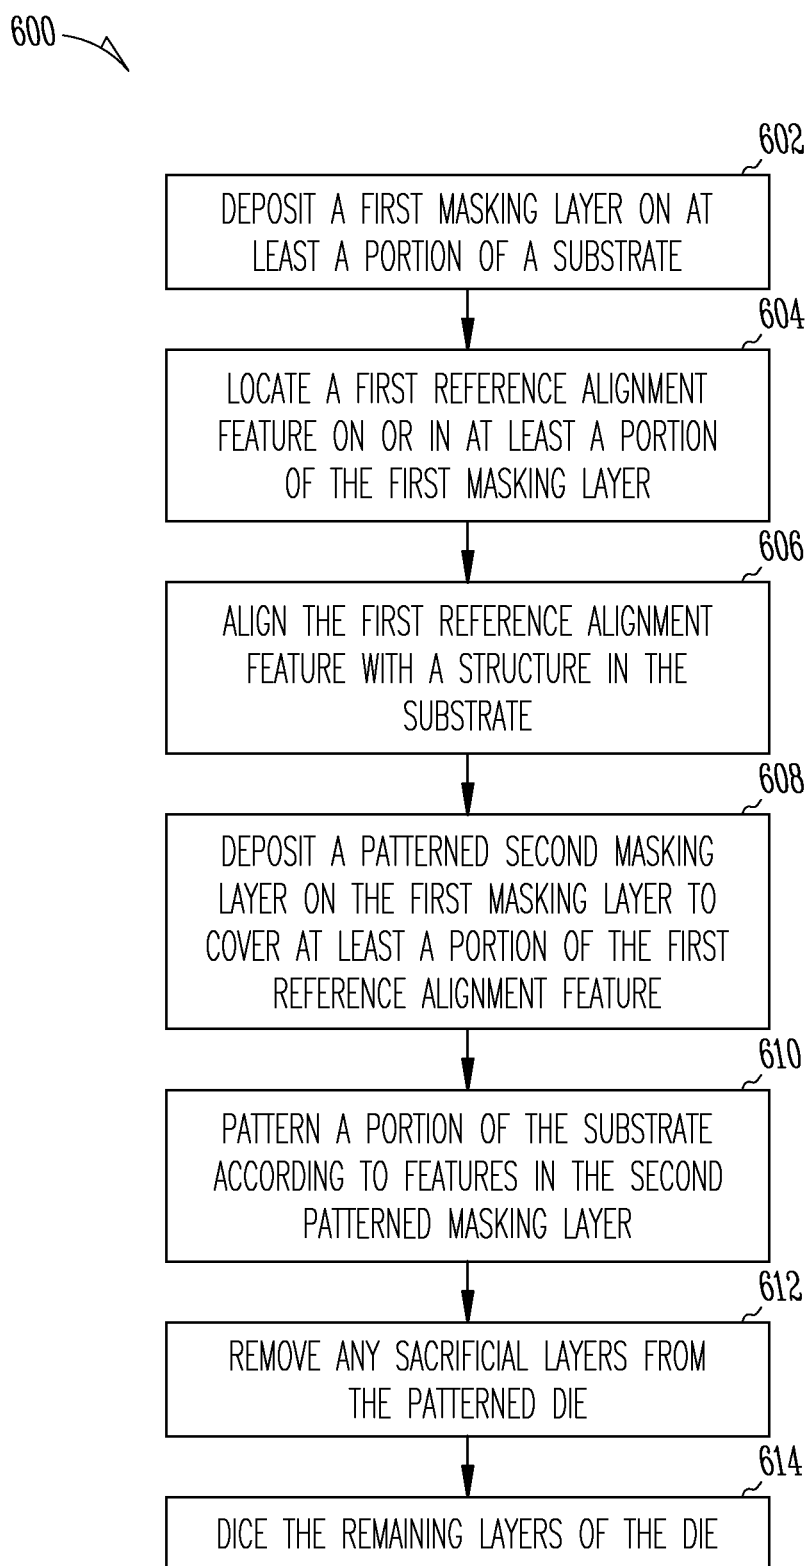 600
602
DEPOSIT A FIRST MASKING LAYER ON AT
LEAST A PORTION OF A SUBSTRATE
604
LOCATE A FIRST REFERENCE ALIGNMENT
FEATURE ON OR IN AT LEAST A PORTION
OF THE FIRST MASKING LAYER
606
ALIGN THE FIRST REFERENCE ALIGNMENT
FEATURE WITH A STRUCTURE IN THE
SUBSTRATE
608
DEPOSIT A PATTERNED SECOND MASKING
LAYER ON THE FIRST MASKING LAYER TO
COVER AT LEAST A PORTION OF THE FIRST
REFERENCE ALIGNMENT FEATURE
610
PATTERN A PORTION OF THE SUBSTRATE
ACCORDING TO FEATURES IN THE SECOND
PATTERNED MASKING LAYER
612
REMOVE ANY SACRIFICIAL LAYERS FROM
THE PATTERNED DIE
614
DICE THE REMAINING LAYERS OF THE DIE